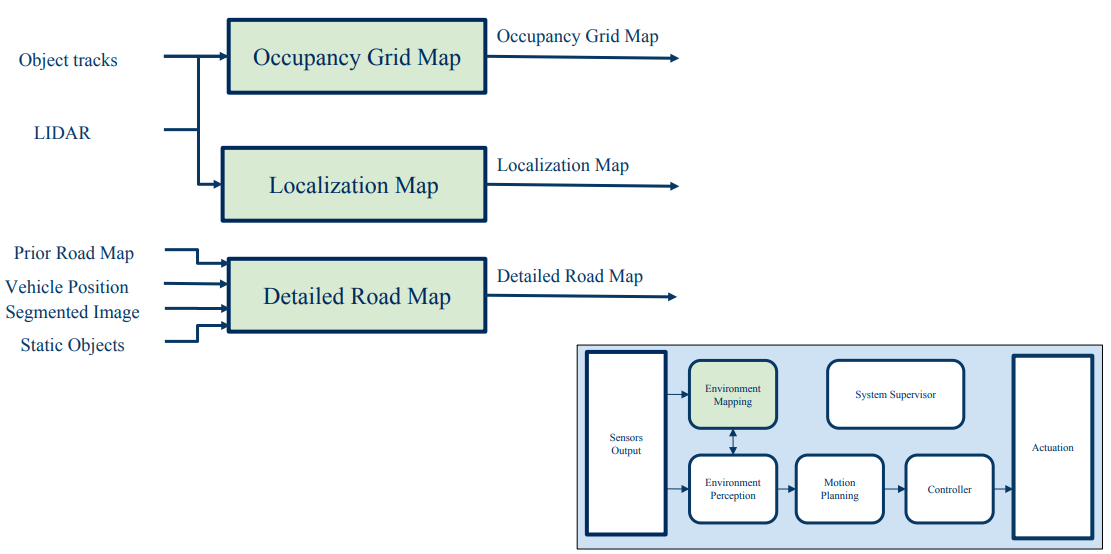 Object tracks
LIDAR
Occupancy Grid Map
Occupancy Grid Map
Localization Map
Localization Map
Prior Road Map
Vehicle Position
Segmented Image
Static Objects
Detailed Road Map
Detailed Road Map
Sensors
Output
Environment
Mapping
System Supervisor
Environment
Perception
Motion
Planning
Controller
Actuation